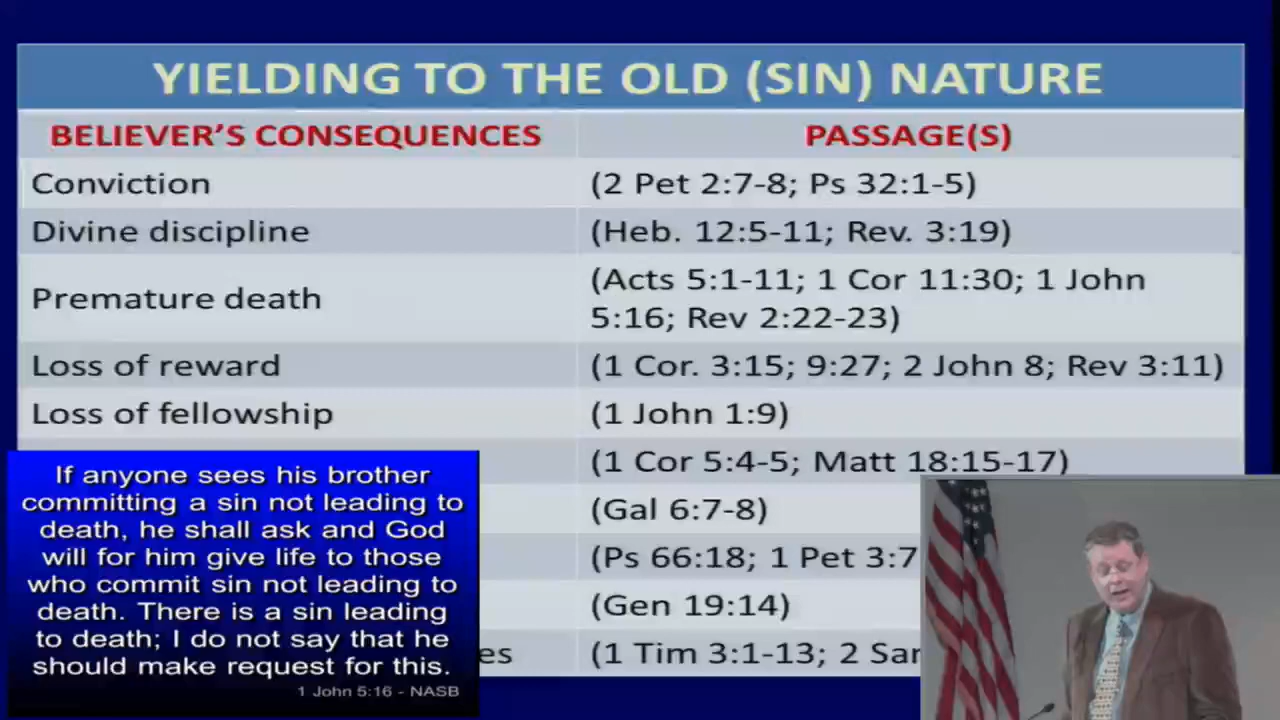 YIELDING TO THE OLD (SIN) NATURE
BELIEVER'S CONSEQUENCES PASSAGE(S)
Conviction (2 Pet 2:7-8; Ps 32:1-5)
Divine discipline (Heb. 12:5-11; Rev. 3:19)
Premature death (Acts 5:1-11; 1 Cor 11:30; 1 John
5:16; Rev 2:22-23)
Loss of reward (1 Cor. 3:15; 9:27; 2 John 8; Rev 3:11)
Loss of fellowship (1 John 1:9)
(1 Cor 5:4-5; Matt 18:15-17)
(Gal 6:7-8)
(Ps 66:18; 1 Pet 3:7
(Gen 19:14)
es (1 Tim 3:1-13; 2 Sa
If anyone sees his brother
committing a sin not leading to
death, he shall ask and God
will for him give life to those
who commit sin not leading to
death. There is a sin leading
to death; I do not say that he
should make request for this.
1 John 5:16 - NASB